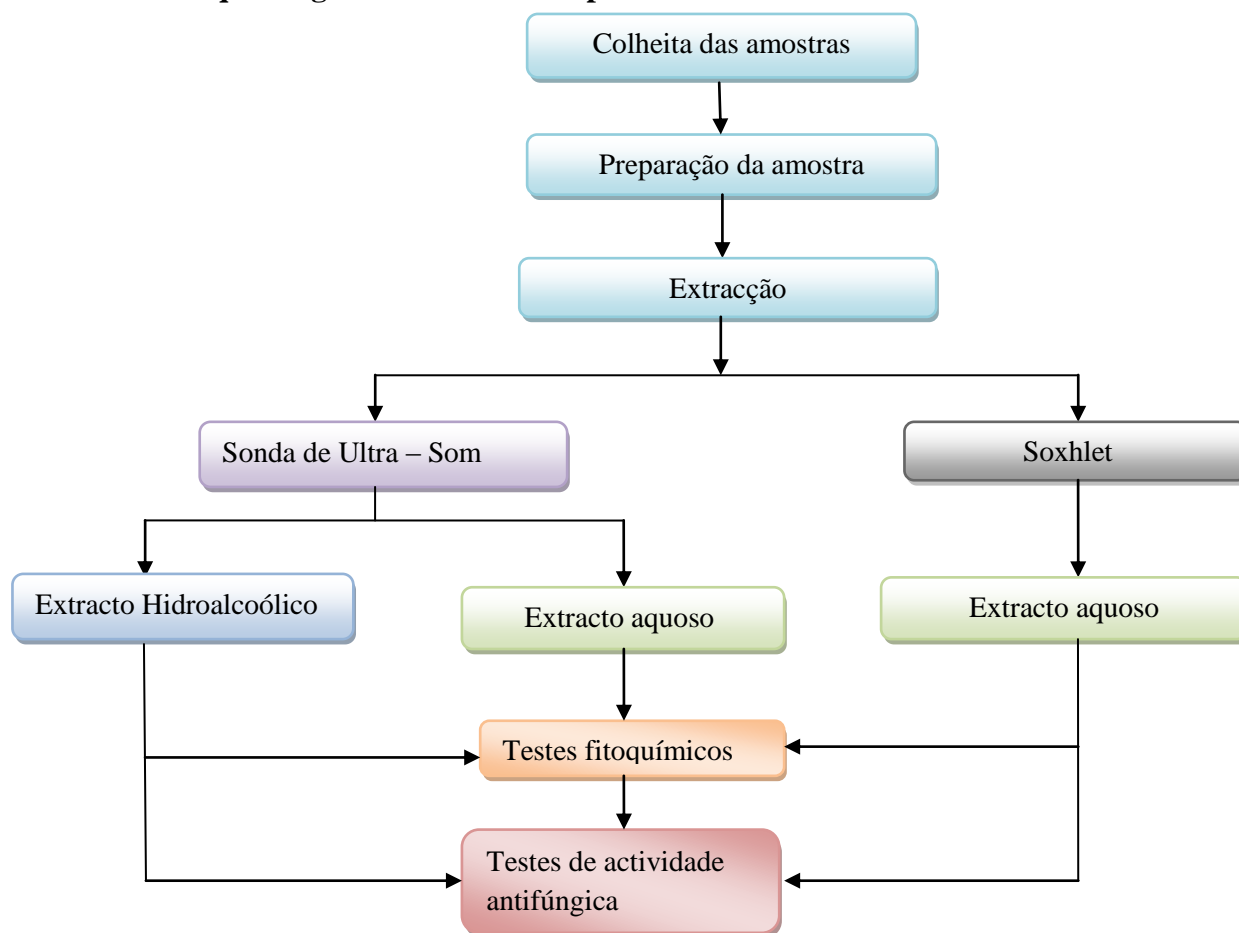 Colheita das amostras
Preparação da amostra
Extracção
Sonda de Ultra – Som
Soxhlet
Extracto Hidroalcoólico
Extracto aquoso
Extracto aquoso
Testes fitoquímicos
Testes de actividade
antifúngica